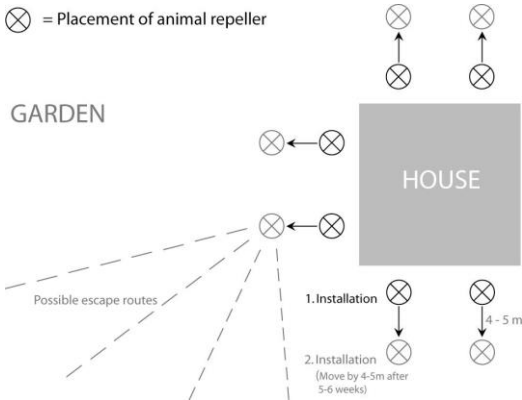 = Placement of animal repeller
GARDEN
HOUSE
Possible escape routes
1. Installation
4 - 5 m
2. Installation
(Move by 4-5m after
5-6 weeks)